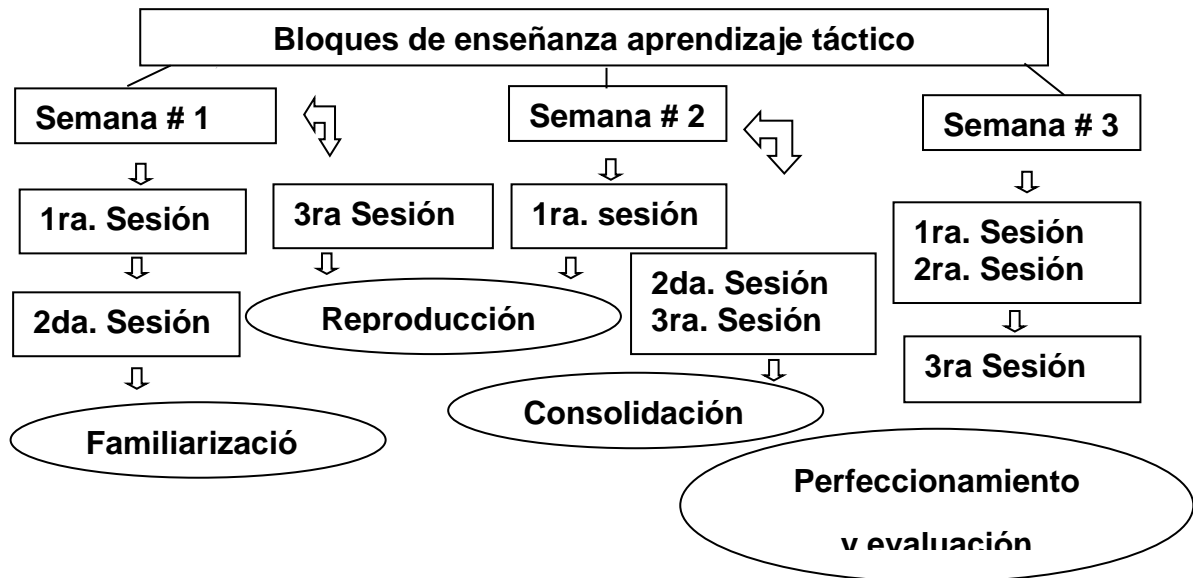 Bloques de enseñanza aprendizaje táctico
Semana # 1
Semana # 2
Semana # 3
1ra. Sesión
3ra Sesión
1ra. sesión
1ra. Sesión
2ra. Sesión
2da. Sesión
Reproducción
2da. Sesión
3ra. Sesión
3ra Sesión
Familiarizació
Consolidación
Perfeccionamiento
y evaluación